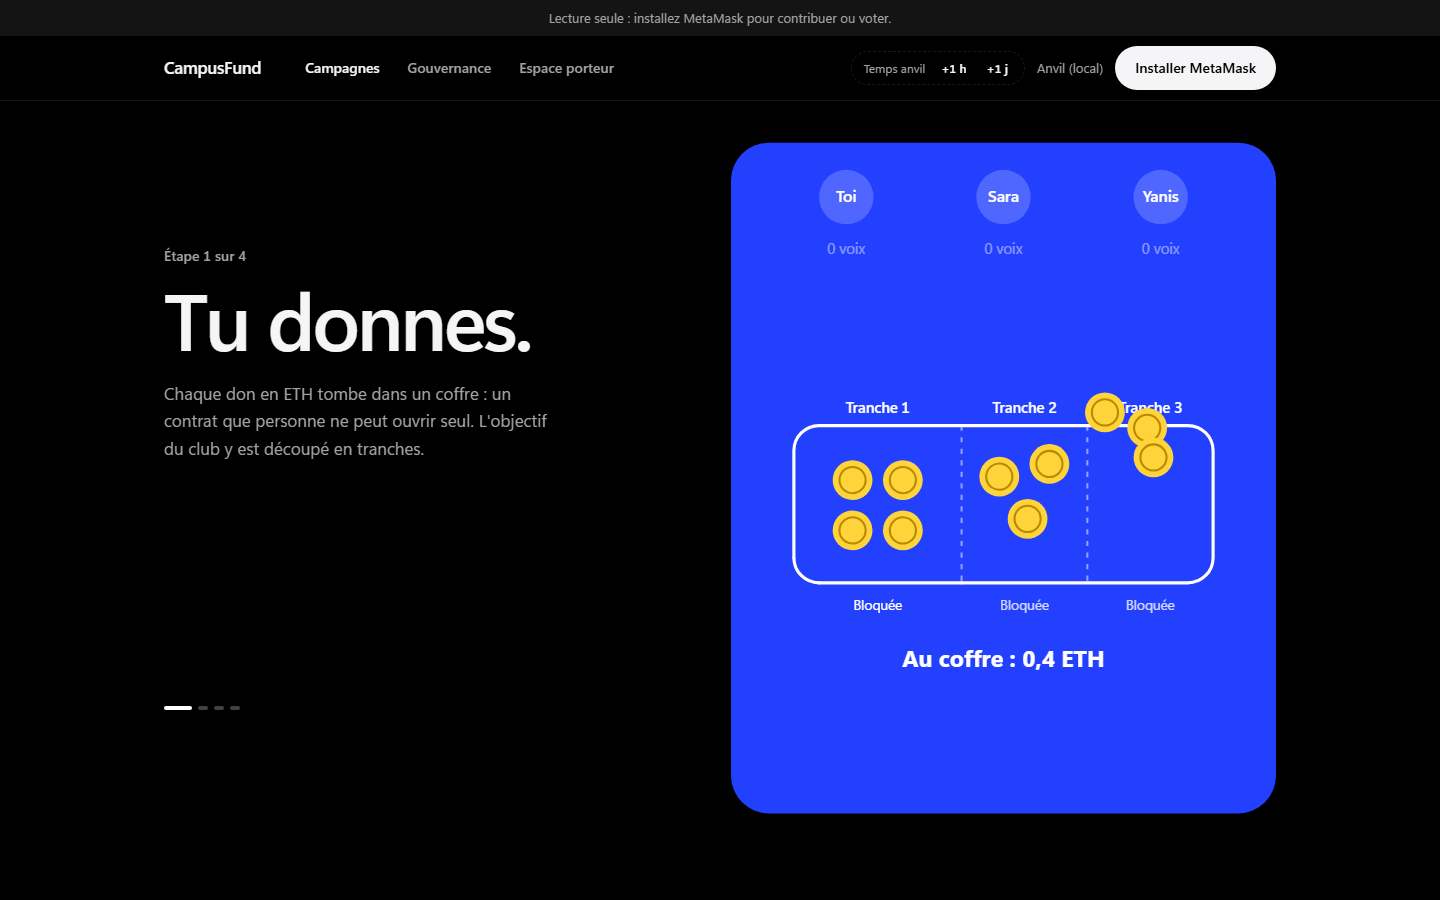 Lecture seule : installez MetaMask pour contribuer ou voter.
CampusFund
Campagnes
Gouvernance
Espace porteur
Temps anvil
+1 h
+1 j
Anvil (local)
Installer MetaMask
Étape 1 sur 4
Tu donnes.
Chaque don en ETH tombe dans un coffre : un
contrat que personne ne peut ouvrir seul. L'objectif
du club y est découpé en tranches.
Toi
Sara
Yanis
0 voix
0 voix
0 voix
Tranche 1
Tranche 2
Tranche 3
Bloquée
Bloquée
Bloquée
Au coffre : 0,4 ETH